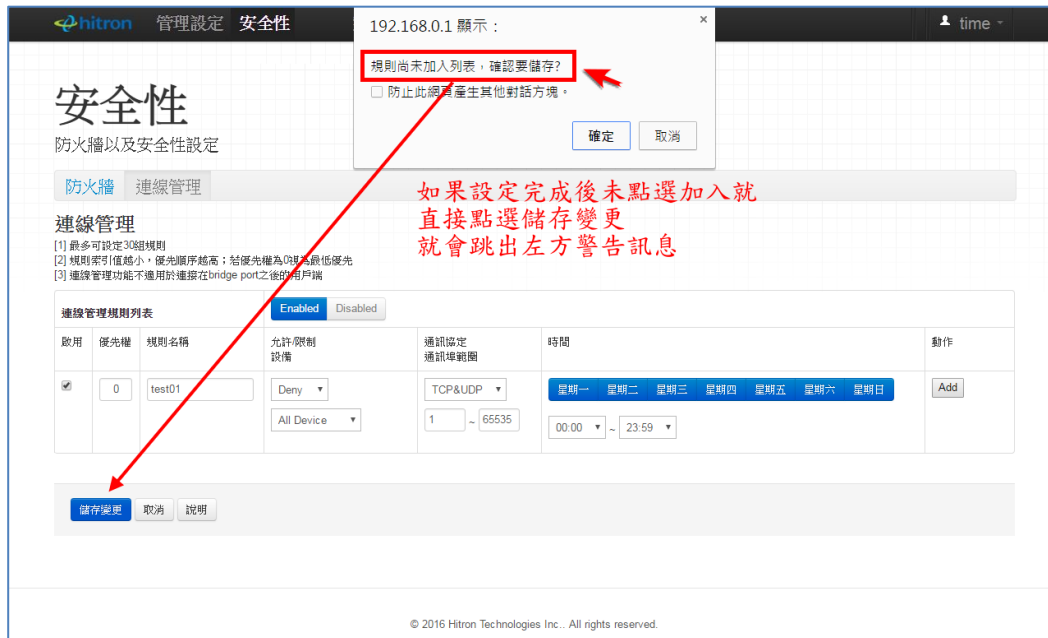 hitron 管理設定 安全性 time
192.168.0.1 顯示：
×
規則尚未加入列表，確認要儲存?
防止此網頁產生其他對話方塊。
確定 取消
安全性
防火牆以及安全性設定
防火牆 連線管理
如果設定完成後未點選加入就
直接點選儲存變更
就會跳出左方警告訊息
連線管理
[1] 最多可設定30組規則
[2] 規則索引值越小，優先順序越高；若優先權為0視為最低優先
[3] 連線管理功能不適用於連接在bridge port之後的用戶端
連線管理規則列表 Enabled Disabled
啟用 優先權 規則名稱 允許/限制 通訊協定 時間 動作
設備 通訊埠範圍
0 test01 Deny TCP&UDP 星期一 星期二 星期三 星期四 星期五 星期六 星期日 Add
All Device 1 ~ 65535 00:00 ~ 23:59
儲存變更 取消 說明
© 2016 Hitron Technologies Inc.. All rights reserved.